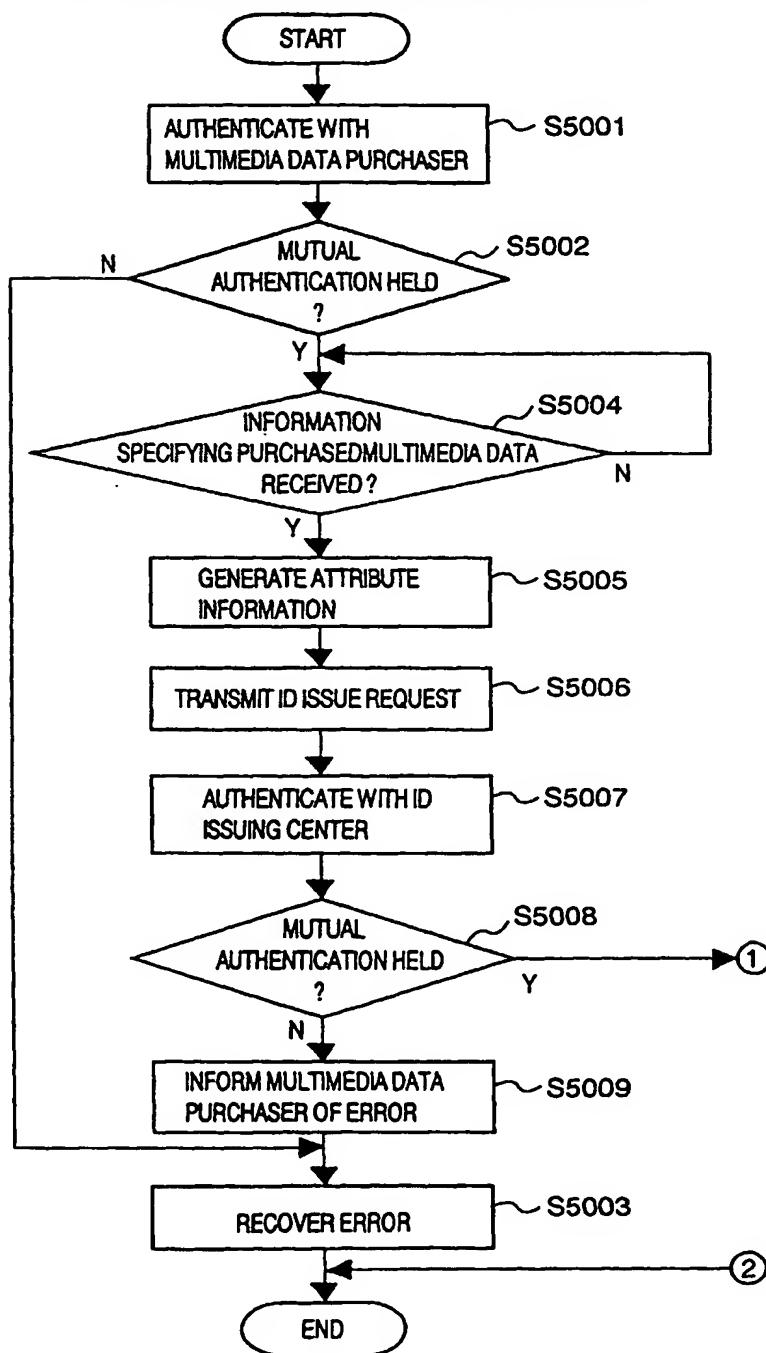 START
AUTHENTICATE WITH
MULTIMEDIA DATA PURCHASER
S5001
MUTUAL
AUTHENTICATION HELD
?
S5002
N
Y
INFORMATION
SPECIFYING PURCHASEDMULTIMEDIA DATA
RECEIVED ?
S5004
N
Y
GENERATE ATTRIBUTE
INFORMATION
S5005
TRANSMIT ID ISSUE REQUEST
S5006
AUTHENTICATE WITH ID
ISSUING CENTER
S5007
MUTUAL
AUTHENTICATION HELD
?
S5008
Y
1
N
INFORM MULTIMEDIA DATA
PURCHASER OF ERROR
S5009
RECOVER ERROR
S5003
2
END